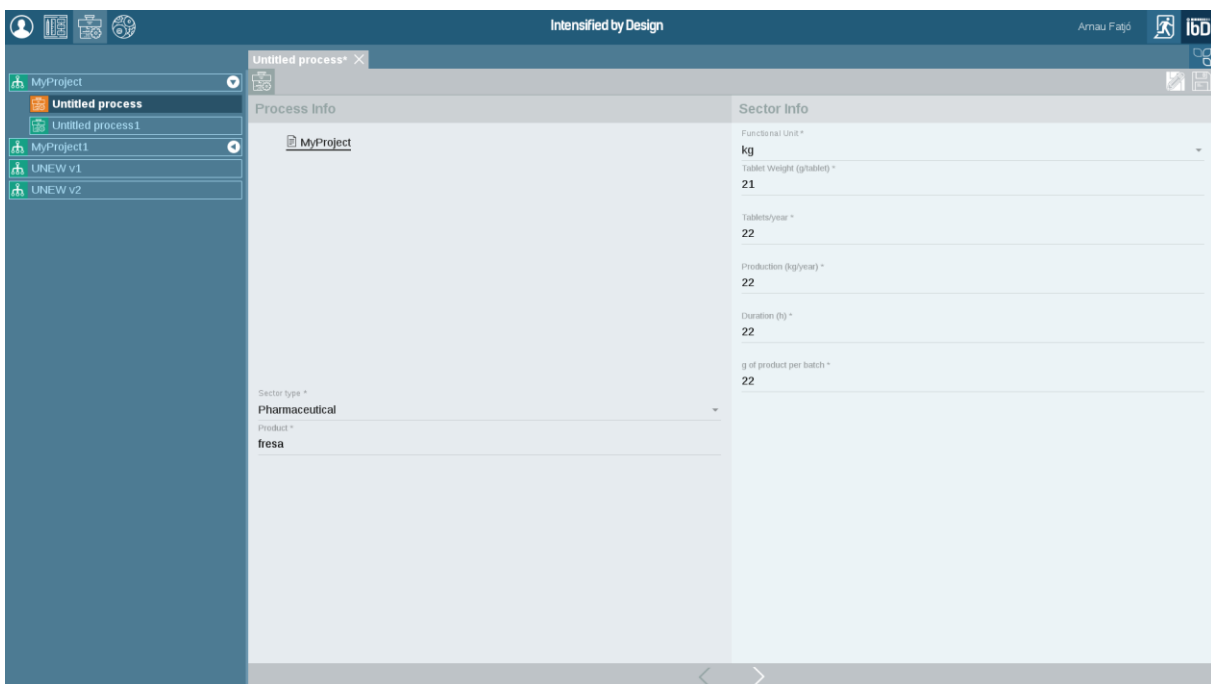 Intensified by Design
Arnau Fatjó
ibD
Untitled process*
MyProject
Untitled process
Untitled process1
MyProject1
UNEW v1
UNEW v2
Process Info
MyProject
Sector type *
Pharmaceutical
Product *
fresa
Sector Info
Functional Unit *
kg
Tablet Weight (g/tablet) *
21
Tablets/year *
22
Production (kg/year) *
22
Duration (h) *
22
g of product per batch *
22